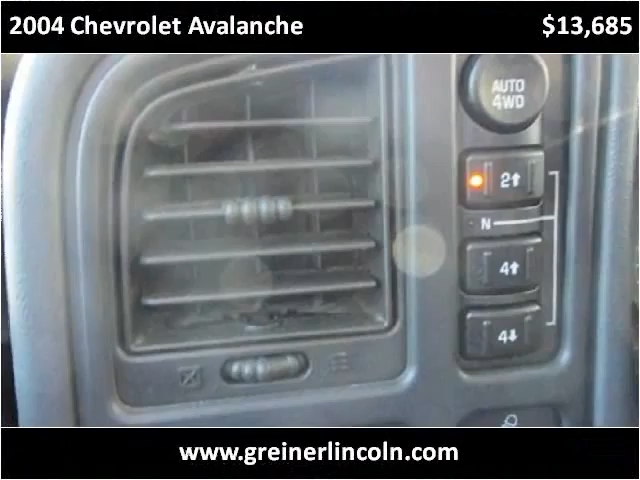 2004 Chevrolet Avalanche $13,685
AUTO
4WD
2↑
N
4↑
4↓
www.greinerlincoln.com